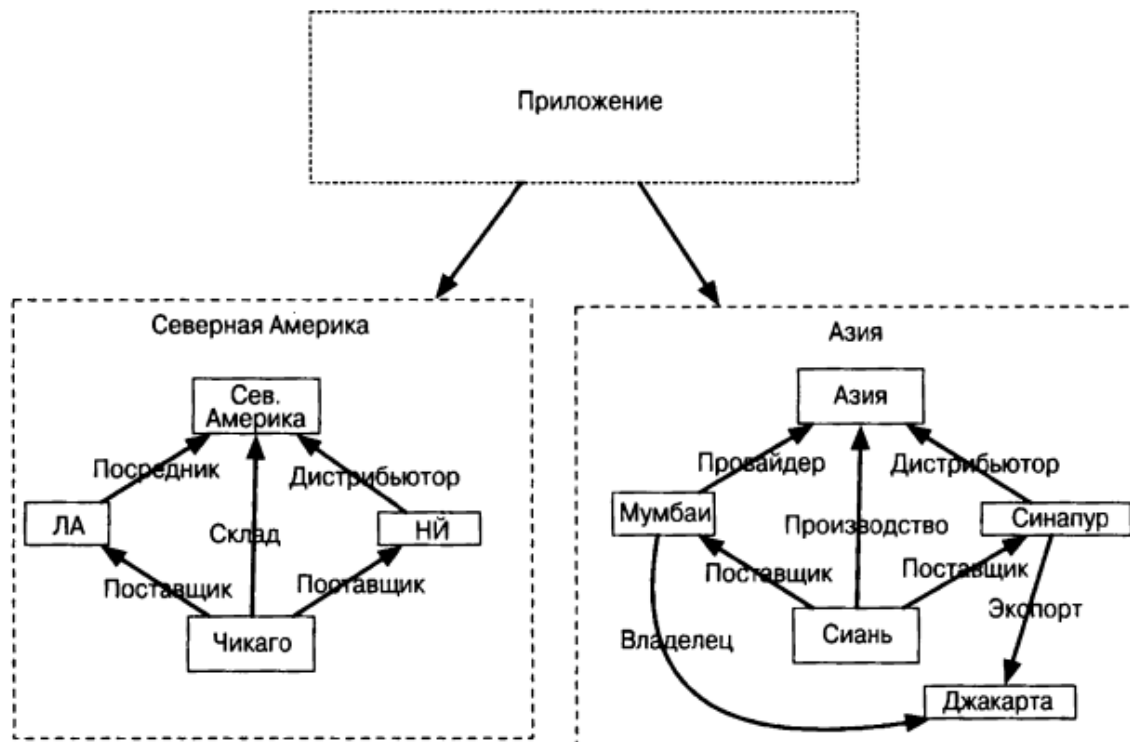 Приложение
Северная Америка
Сев.
Америка
Посредник
Дистрибьютор
ЛА
Склад
НЙ
Поставщик
Поставщик
Чикаго
Азия
Азия
Провайдер
Дистрибьютор
Мумбаи
Производство
Синапур
Поставщик
Поставщик
Экопорт
Владелец
Сиань
Джакарта